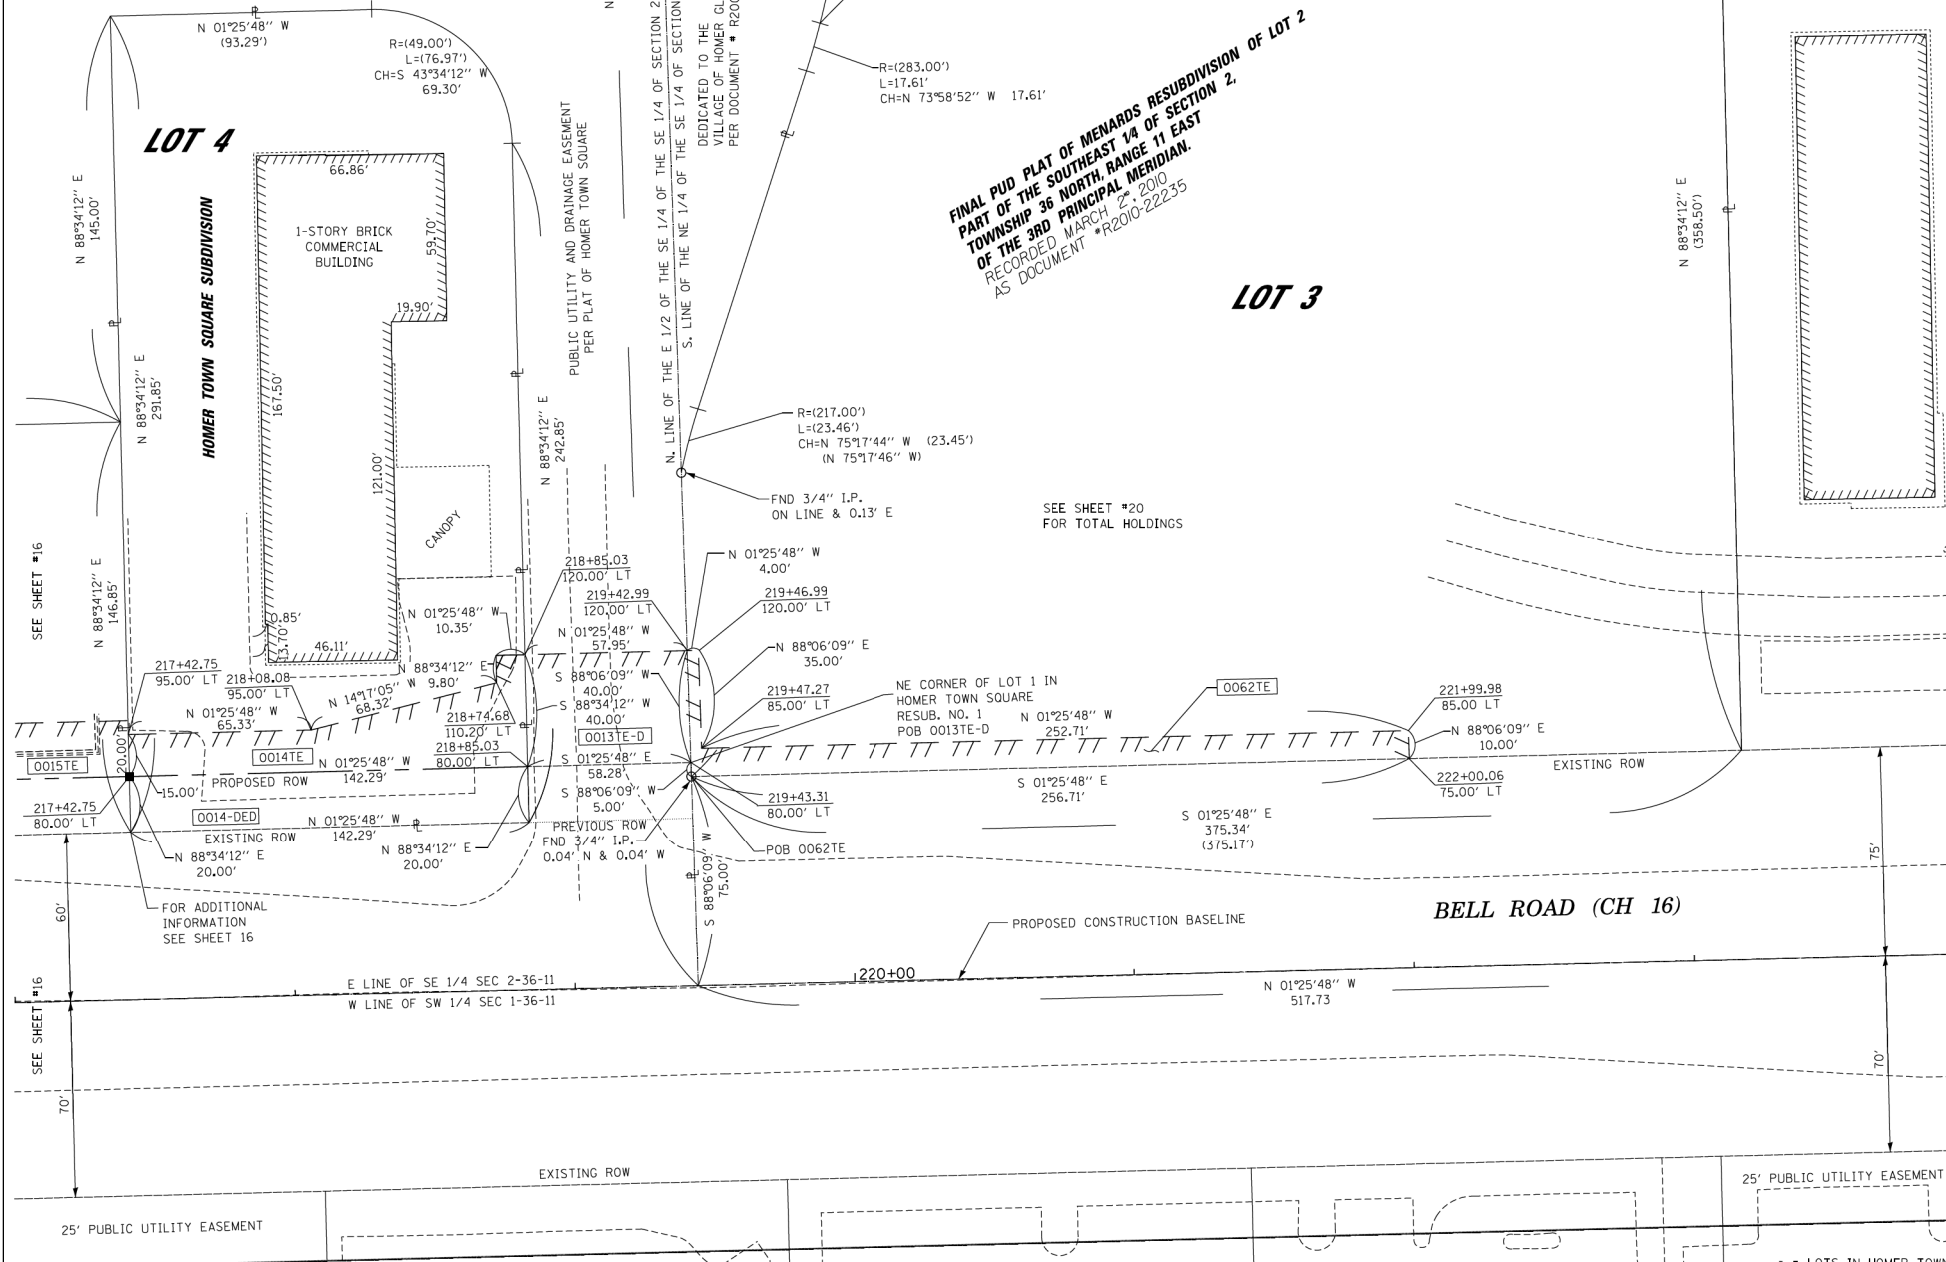 N 01°25'48" W
(93.29')
R=(49.00')
L=(76.97')
CH=S 43°34'12" W
69.30'
LOT 4
N 88°34'12" E
145.00'
HOMER TOWN SQUARE SUBDIVISION
66.86'
1-STORY BRICK
COMMERCIAL
BUILDING
59.70'
19.90'
167.50'
121.00'
CANOPY
0.85'
13.70'
46.11'
N 88°34'12" E
291.85'
N 88°34'12" E
146.85'
SEE SHEET #16
PUBLIC UTILITY AND DRAINAGE EASEMENT
PER PLAT OF HOMER TOWN SQUARE
N 88°34'12" E
242.85'
N
N. LINE OF THE E 1/2 OF THE SE 1/4 OF THE SE 1/4 OF SECTION 2
S. LINE OF THE NE 1/4 OF THE SE 1/4 OF SECTION
DEDICATED TO THE
VILLAGE OF HOMER GL
PER DOCUMENT # R200
R=(283.00')
L=17.61'
CH=N 73°58'52" W 17.61'
FINAL PUD PLAT OF MENARDS RESUBDIVISION OF LOT 2
PART OF THE SOUTHEAST 1/4 OF SECTION 2,
TOWNSHIP 36 NORTH, RANGE 11 EAST
OF THE 3RD PRINCIPAL MERIDIAN.
RECORDED MARCH 2ND, 2010
AS DOCUMENT #R2010-22235
LOT 3
N 88°34'12" E
(358.50')
R=(217.00')
L=(23.46')
CH=N 75°17'44" W (23.45')
(N 75°17'46" W)
FND 3/4" I.P.
ON LINE & 0.13' E
SEE SHEET #20
FOR TOTAL HOLDINGS
218+85.03
120.00' LT
N 01°25'48" W
4.00'
219+42.99
120.00' LT
219+46.99
120.00' LT
N 01°25'48" W
10.35'
N 01°25'48" W
57.95'
N 88°06'09" E
35.00'
217+42.75
95.00' LT
218+08.08
95.00' LT
N 14°17'05" W
68.32'
N 88°34'12" E
9.80'
S 88°06'09" W
40.00'
S 88°34'12" W
40.00'
219+47.27
85.00' LT
NE CORNER OF LOT 1 IN
HOMER TOWN SQUARE
RESUB. NO. 1
POB 0013TE-D
0062TE
221+99.98
85.00 LT
N 01°25'48" W
65.33'
218+74.68
110.20' LT
0013TE-D
N 01°25'48" W
252.71'
N 88°06'09" E
10.00'
20.00'
0015TE
0014TE
218+85.03
80.00' LT
S 01°25'48" E
58.28'
N 01°25'48" W
142.29'
PROPOSED ROW
EXISTING ROW
15.00'
S 88°06'09" W
5.00'
S 01°25'48" E
256.71'
222+00.06
75.00' LT
217+42.75
80.00' LT
0014-DED
219+43.31
80.00' LT
N 01°25'48" W
142.29'
EXISTING ROW
PREVIOUS ROW
FND 3/4" I.P.
0.04' N & 0.04' W
S 01°25'48" E
375.34'
(375.17')
N 88°34'12" E
20.00'
N 88°34'12" E
20.00'
POB 0062TE
75'
S 88°06'09" W
75.00'
60'
FOR ADDITIONAL
INFORMATION
SEE SHEET 16
PROPOSED CONSTRUCTION BASELINE
BELL ROAD (CH 16)
220+00
E LINE OF SE 1/4 SEC 2-36-11
W LINE OF SW 1/4 SEC 1-36-11
N 01°25'48" W
517.73
SEE SHEET #16
70'
70'
EXISTING ROW
25' PUBLIC UTILITY EASEMENT
25' PUBLIC UTILITY EASEMENT
LOTS IN HOMER TOWN